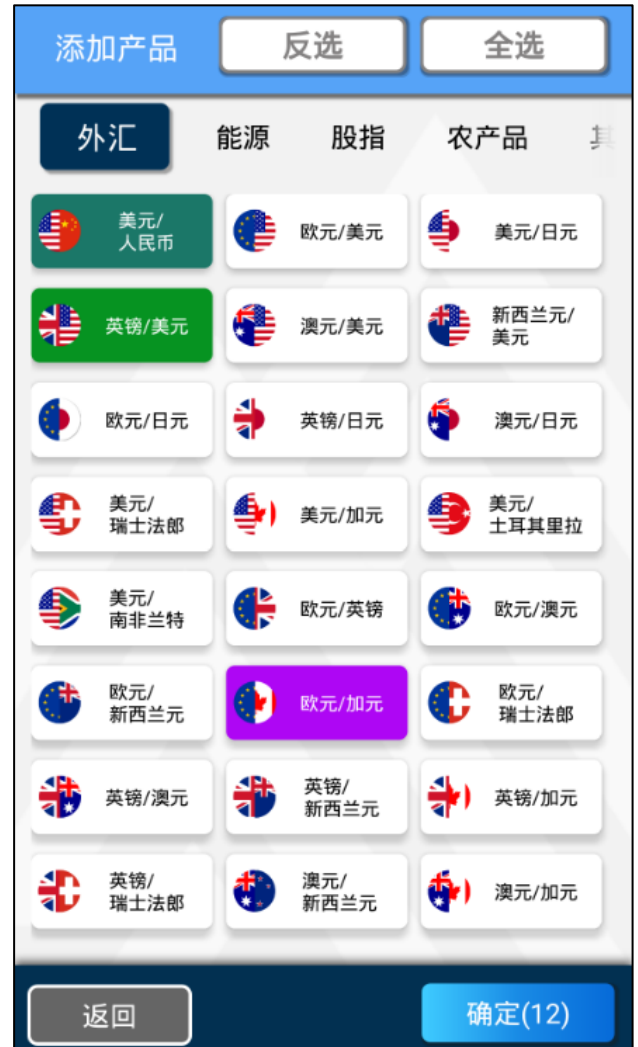 添加产品 反选 全选
外汇 能源 股指 农产品 其
美元/
人民币
欧元/美元
美元/日元
英镑/美元
澳元/美元
新西兰元/
美元
欧元/日元
英镑/日元
澳元/日元
美元/
瑞士法郎
美元/加元
美元/
土耳其里拉
美元/
南非兰特
欧元/英镑
欧元/澳元
欧元/
新西兰元
欧元/加元
欧元/
瑞士法郎
英镑/澳元
英镑/
新西兰元
英镑/加元
英镑/
瑞士法郎
澳元/
新西兰元
澳元/加元
返回 确定(12)